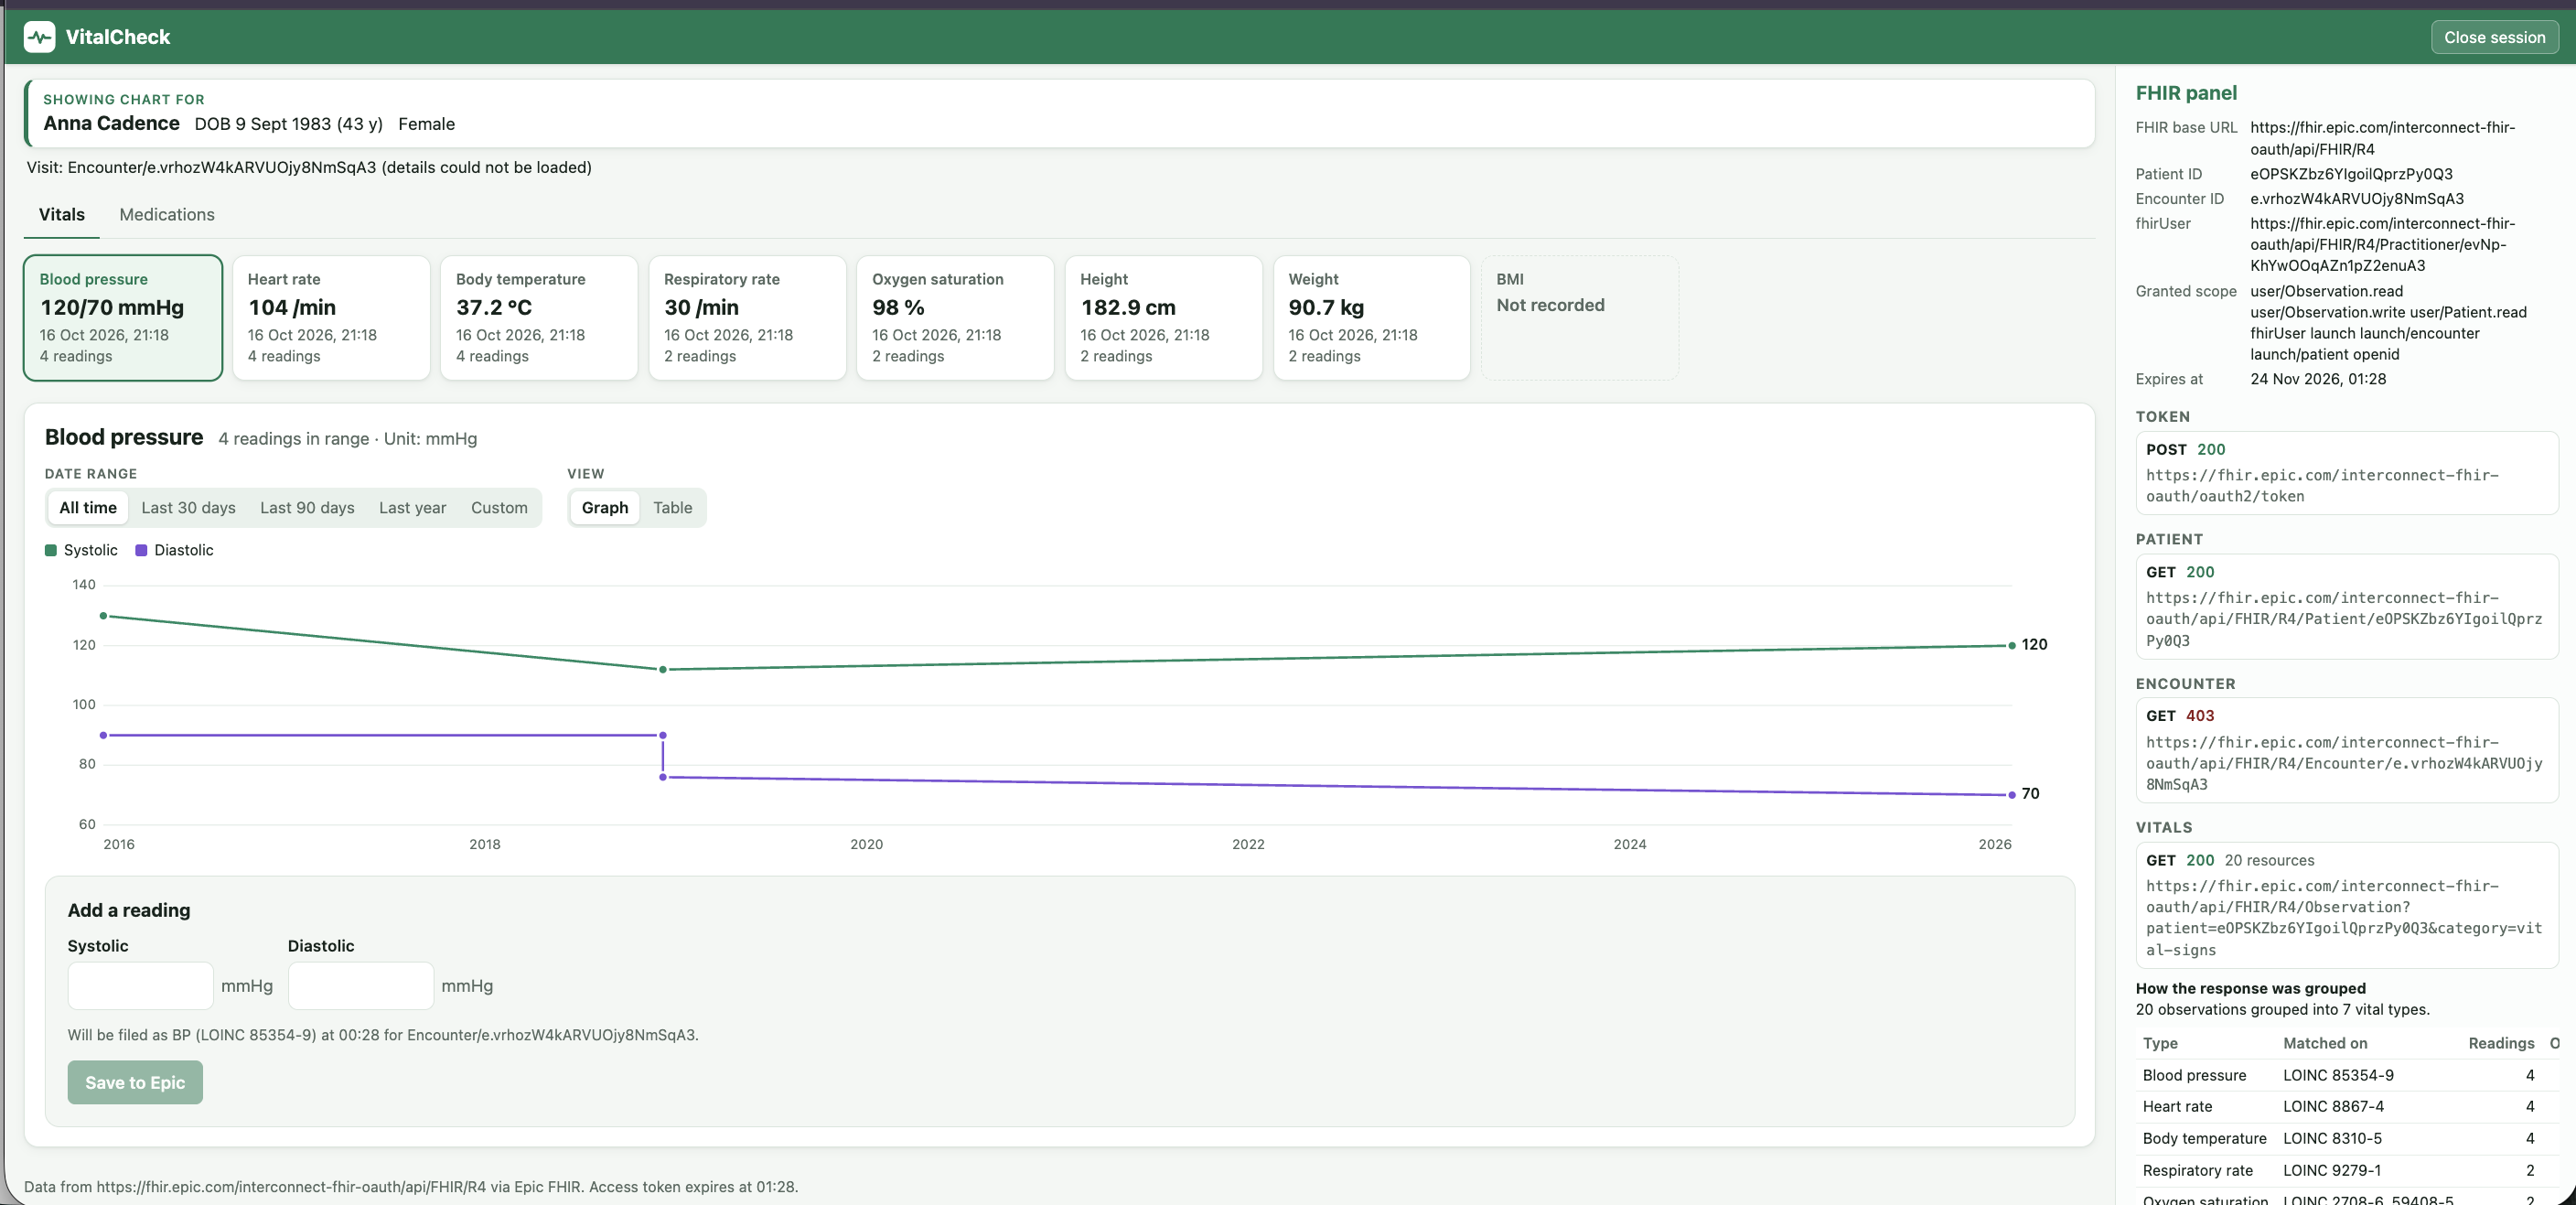 VitalCheck
Close session
SHOWING CHART FOR
Anna Cadence DOB 9 Sept 1983 (43 y) Female
Visit: Encounter/e.vrhozW4kARVUOjy8NmSqA3 (details could not be loaded)
Vitals Medications
Blood pressure
120/70 mmHg
16 Oct 2026, 21:18
4 readings
Heart rate
104 /min
16 Oct 2026, 21:18
4 readings
Body temperature
37.2 °C
16 Oct 2026, 21:18
4 readings
Respiratory rate
30 /min
16 Oct 2026, 21:18
2 readings
Oxygen saturation
98 %
16 Oct 2026, 21:18
2 readings
Height
182.9 cm
16 Oct 2026, 21:18
2 readings
Weight
90.7 kg
16 Oct 2026, 21:18
2 readings
BMI
Not recorded
Blood pressure 4 readings in range · Unit: mmHg
DATE RANGE VIEW
All time Last 30 days Last 90 days Last year Custom Graph Table
Systolic Diastolic
140
120
100
80
60
120
70
2016 2018 2020 2022 2024 2026
Add a reading
Systolic Diastolic
mmHg mmHg
Will be filed as BP (LOINC 85354-9) at 00:28 for Encounter/e.vrhozW4kARVUOjy8NmSqA3.
Save to Epic
Data from https://fhir.epic.com/interconnect-fhir-oauth/api/FHIR/R4 via Epic FHIR. Access token expires at 01:28.
FHIR panel
FHIR base URL https://fhir.epic.com/interconnect-fhir-
oauth/api/FHIR/R4
Patient ID eOPSKZbz6YIgoilQprzPy0Q3
Encounter ID e.vrhozW4kARVUOjy8NmSqA3
fhirUser https://fhir.epic.com/interconnect-fhir-
oauth/api/FHIR/R4/Practitioner/evNp-
KhYwOOqAZn1pZ2enuA3
Granted scope user/Observation.read
user/Observation.write user/Patient.read
fhirUser launch launch/encounter
launch/patient openid
Expires at 24 Nov 2026, 01:28
TOKEN
POST 200
https://fhir.epic.com/interconnect-fhir-
oauth/oauth2/token
PATIENT
GET 200
https://fhir.epic.com/interconnect-fhir-
oauth/api/FHIR/R4/Patient/eOPSKZbz6YIgoilQprz
Py0Q3
ENCOUNTER
GET 403
https://fhir.epic.com/interconnect-fhir-
oauth/api/FHIR/R4/Encounter/e.vrhozW4kARVUOjy
8NmSqA3
VITALS
GET 200 20 resources
https://fhir.epic.com/interconnect-fhir-
oauth/api/FHIR/R4/Observation?
patient=eOPSKZbz6YIgoilQprzPy0Q3&category=vit
al-signs
How the response was grouped
20 observations grouped into 7 vital types.
Type Matched on Readings
Blood pressure LOINC 85354-9 4
Heart rate LOINC 8867-4 4
Body temperature LOINC 8310-5 4
Respiratory rate LOINC 9279-1 2
Oxygen saturation LOINC 2708-6, 59408-5 2